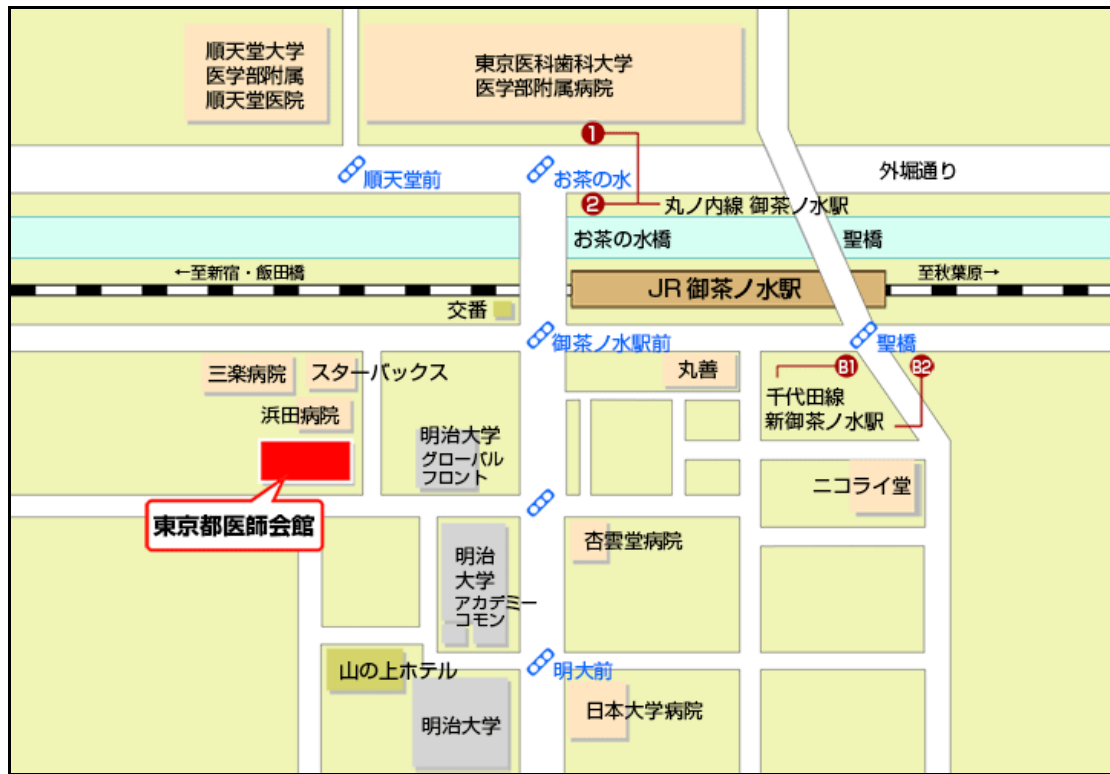 順天堂大学
医学部附属
順天堂医院
東京医科歯科大学
医学部附属病院
1
順天堂前
お茶の水
外堀通り
2
丸ノ内線 御茶ノ水駅
お茶の水橋
聖橋
←至新宿・飯田橋
至秋葉原→
JR 御茶ノ水駅
交番
御茶ノ水駅前
聖橋
三楽病院
スターバックス
丸善
B1
B2
千代田線
新御茶ノ水駅
浜田病院
明治大学
グローバル
フロント
ニコライ堂
東京都医師会館
杏雲堂病院
明治
大学
アカデミー
コモン
山の上ホテル
明大前
明治大学
日本大学病院